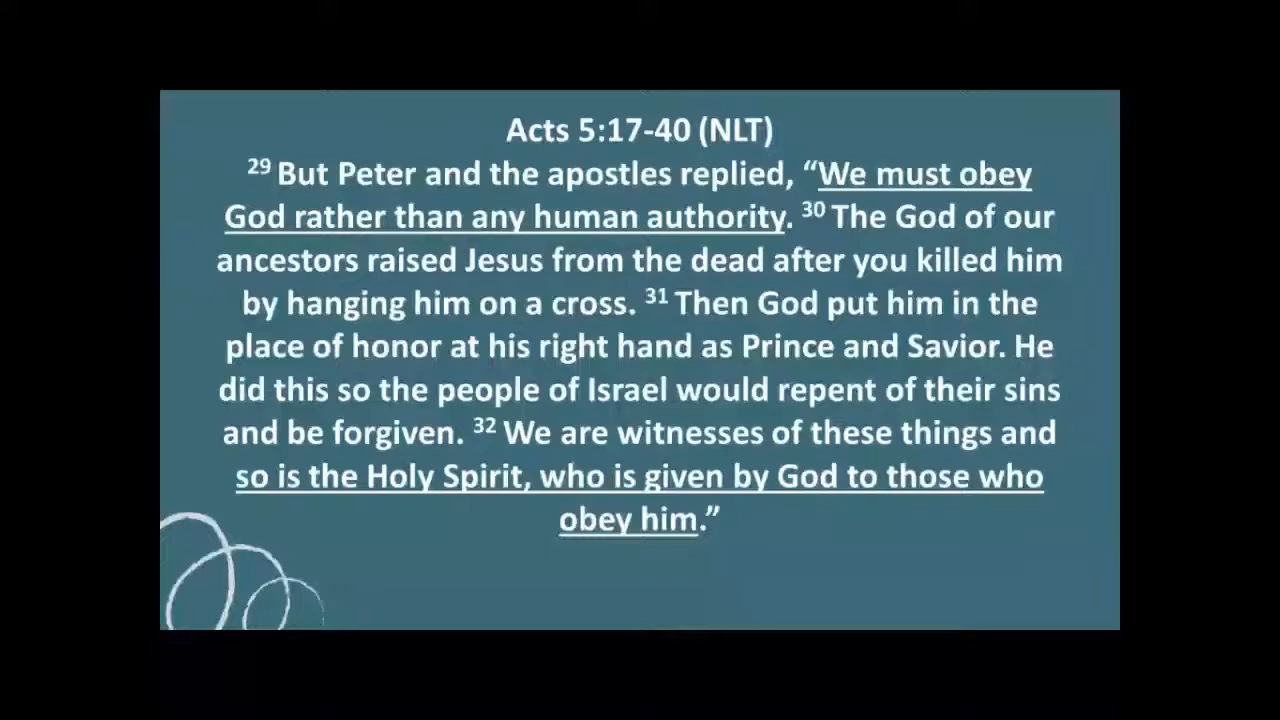 Acts 5:17-40 (NLT)
29 But Peter and the apostles replied, “We must obey
God rather than any human authority. 30 The God of our
ancestors raised Jesus from the dead after you killed him
by hanging him on a cross. 31 Then God put him in the
place of honor at his right hand as Prince and Savior. He
did this so the people of Israel would repent of their sins
and be forgiven. 32 We are witnesses of these things and
so is the Holy Spirit, who is given by God to those who
obey him.”